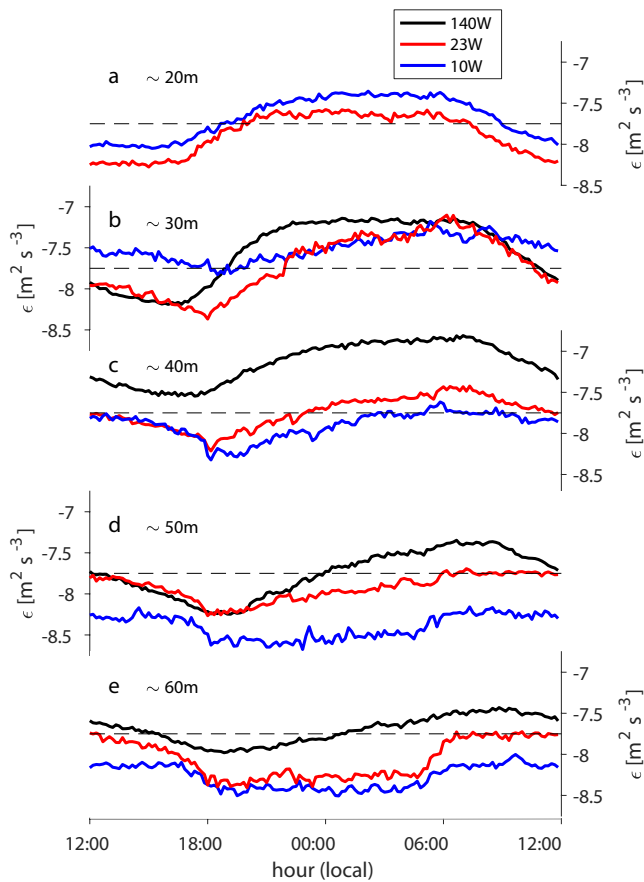 140W
23W
10W
a ~ 20m
-7
-7.5
-8
-8.5
ϵ [m² s⁻³]
b ~ 30m
-7
-7.5
-8
-8.5
ϵ [m² s⁻³]
c ~ 40m
-7
-7.5
-8
-8.5
ϵ [m² s⁻³]
d ~ 50m
-7
-7.5
-8
-8.5
ϵ [m² s⁻³]
e ~ 60m
-7
-7.5
-8
-8.5
ϵ [m² s⁻³]
12:00 18:00 00:00 06:00 12:00
hour (local)